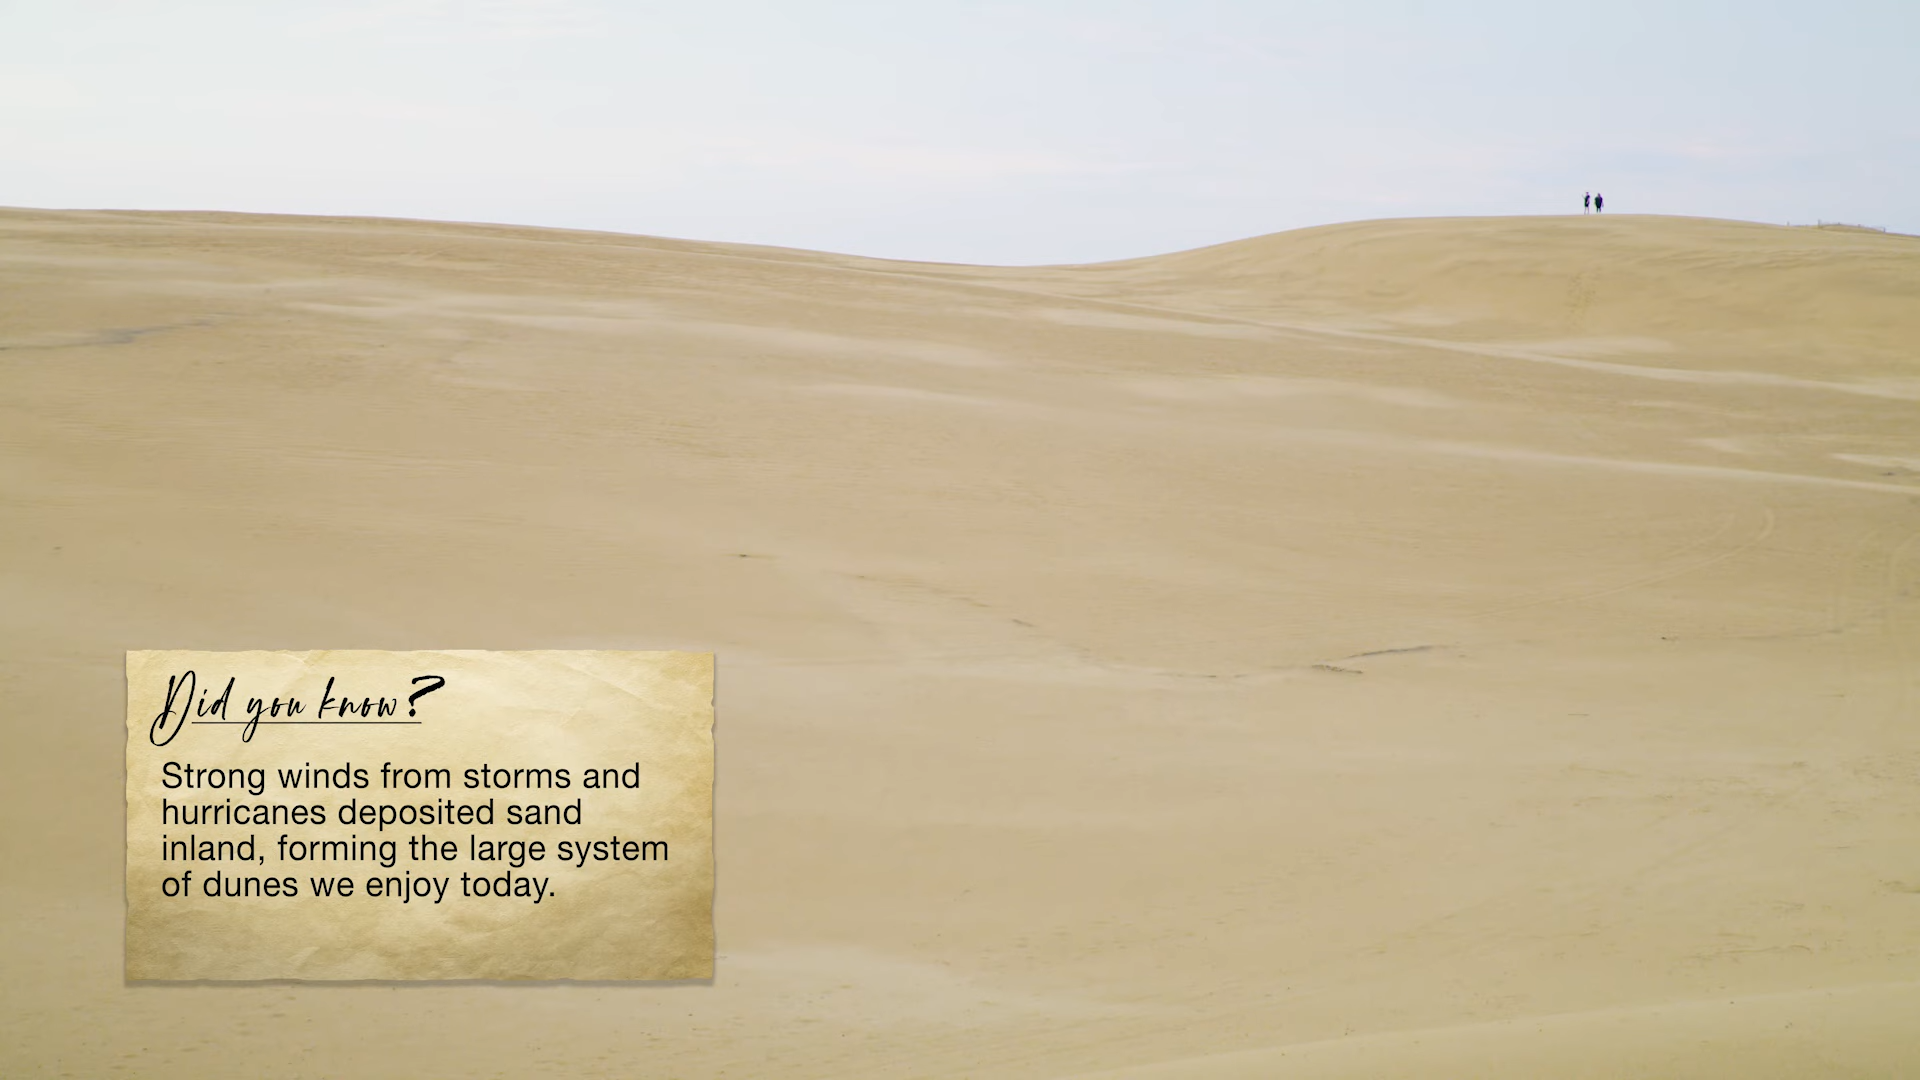 Did you know?
Strong winds from storms and
hurricanes deposited sand
inland, forming the large system
of dunes we enjoy today.